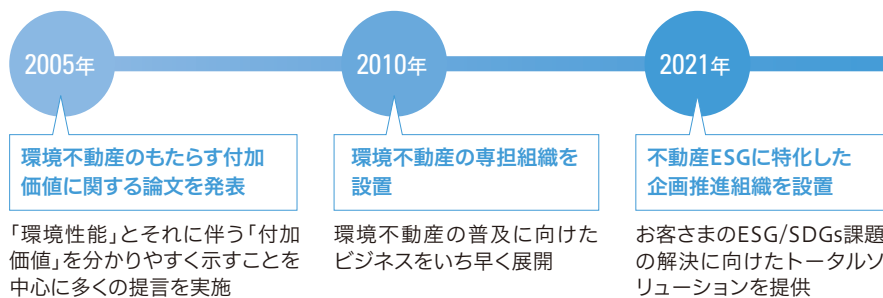 2005年
2010年
2021年
環境不動産のもたらす付加
価値に関する論文を発表
環境不動産の専担組織を
設置
不動産ESGに特化した
企画推進組織を設置
「環境性能」とそれに伴う「付加
価値」を分かりやすく示すことを
中心に多くの提言を実施
環境不動産の普及に向けた
ビジネスをいち早く展開
お客さまのESG/SDGs課題
の解決に向けたトータルソ
リューションを提供